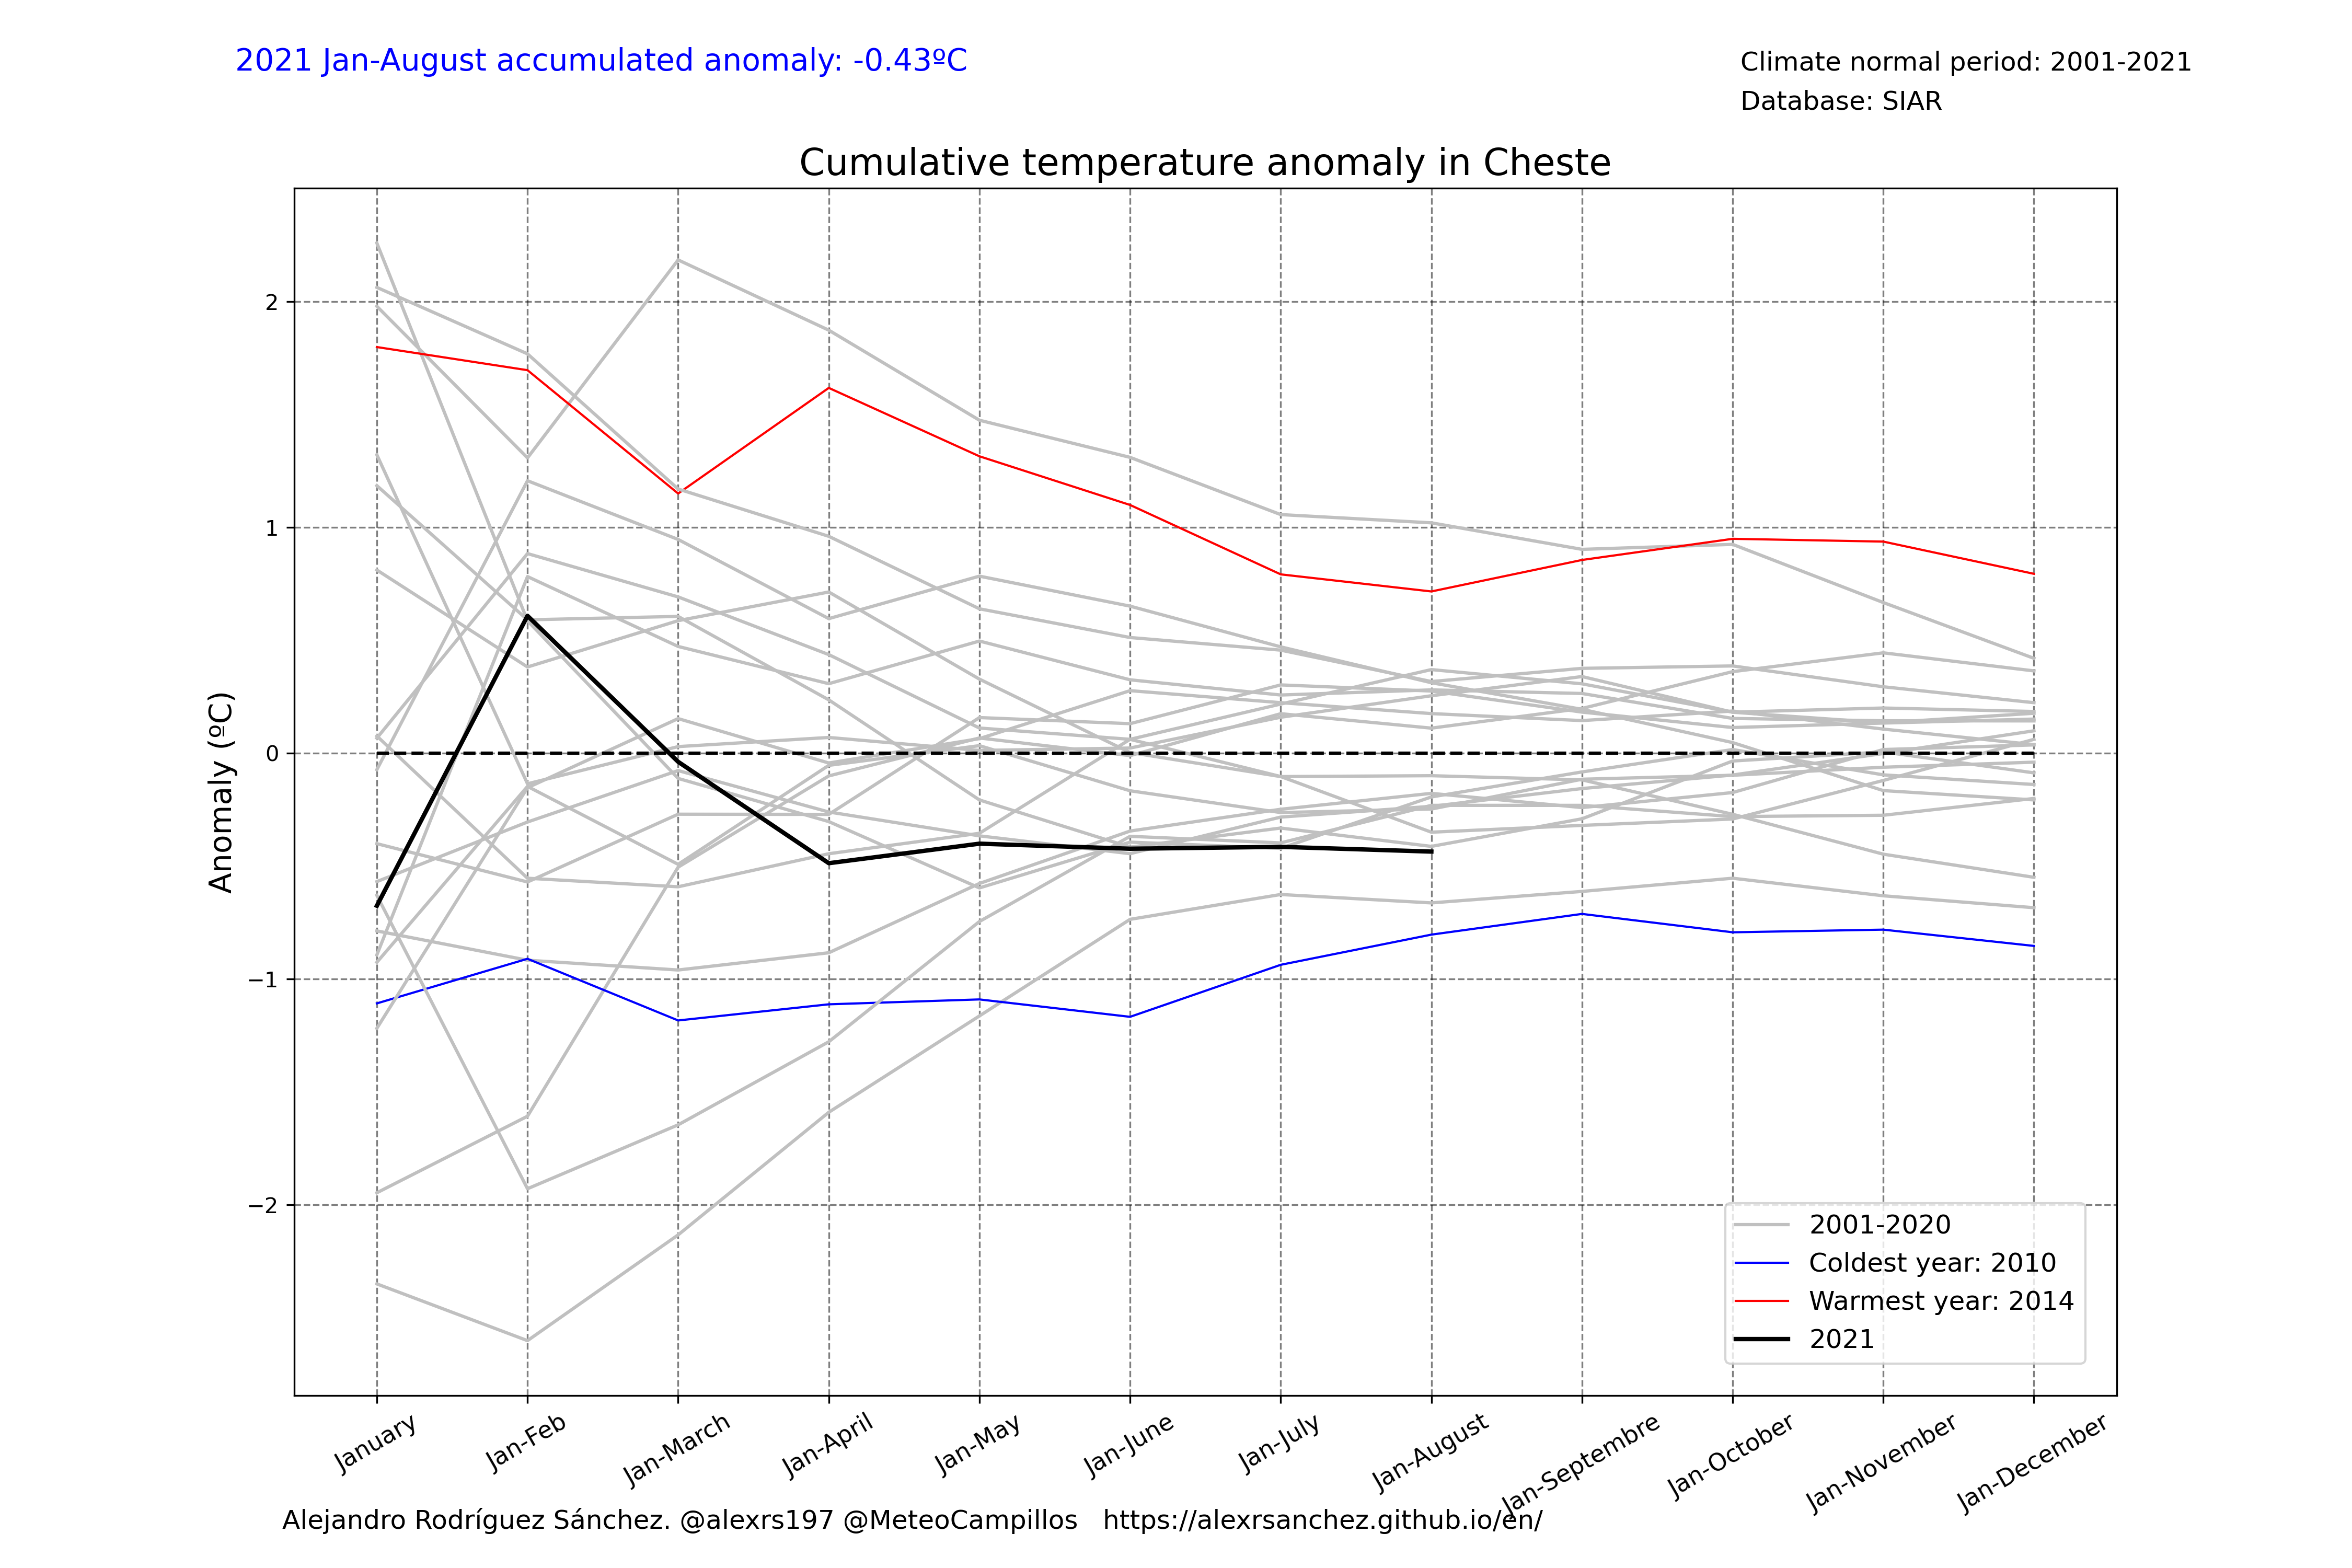 2021 Jan-August accumulated anomaly: -0.43ºC
Climate normal period: 2001-2021
Database: SIAR
Cumulative temperature anomaly in Cheste
Anomaly (ºC)
2
1
0
−1
−2
2001-2020
Coldest year: 2010
Warmest year: 2014
2021
January
Jan-Feb
Jan-March
Jan-April
Jan-May
Jan-June
Jan-July
Jan-August
Jan-Septembre
Jan-October
Jan-November
Jan-December
Alejandro Rodríguez Sánchez. @alexrs197 @MeteoCampillos   https://alexrsanchez.github.io/en/